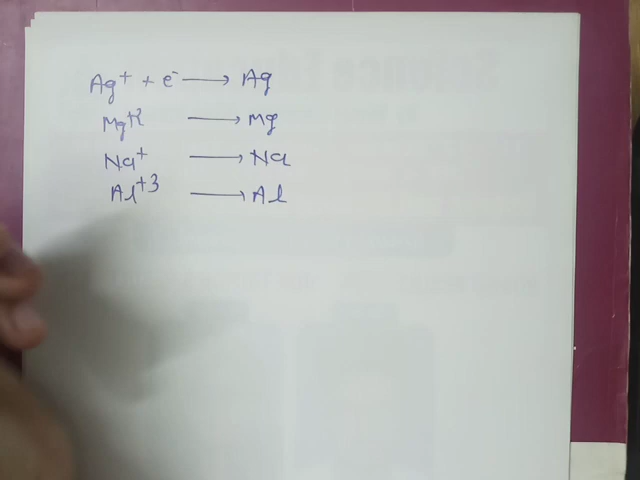 Ag+ + e- → Ag
Mg+2 → Mg
Na+ → Na
Al+3 → Al